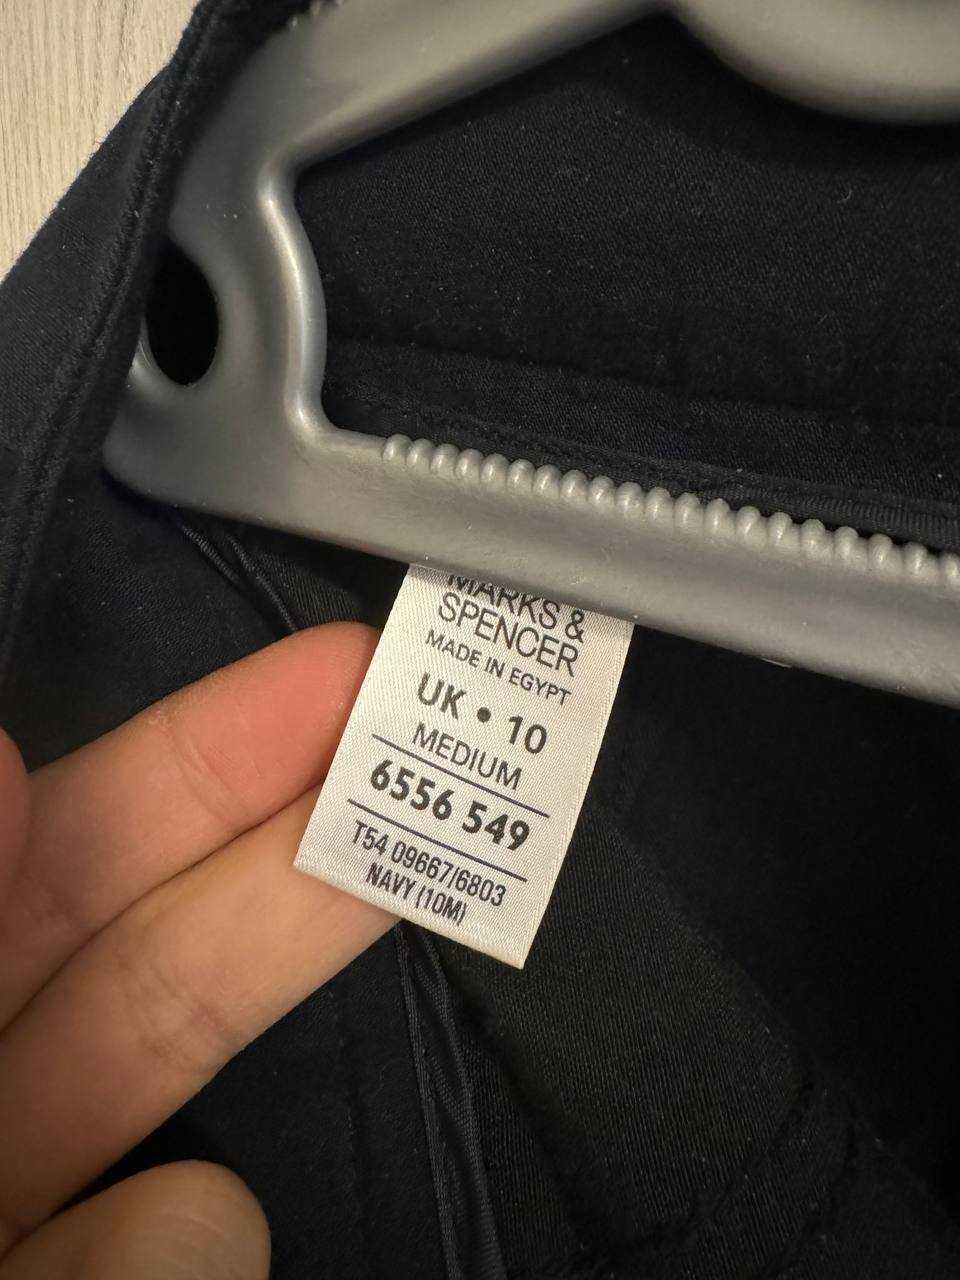 MARKS &
SPENCER
MADE IN EGYPT
UK • 10
MEDIUM
6556 549
T54 09667/6803
NAVY (10M)